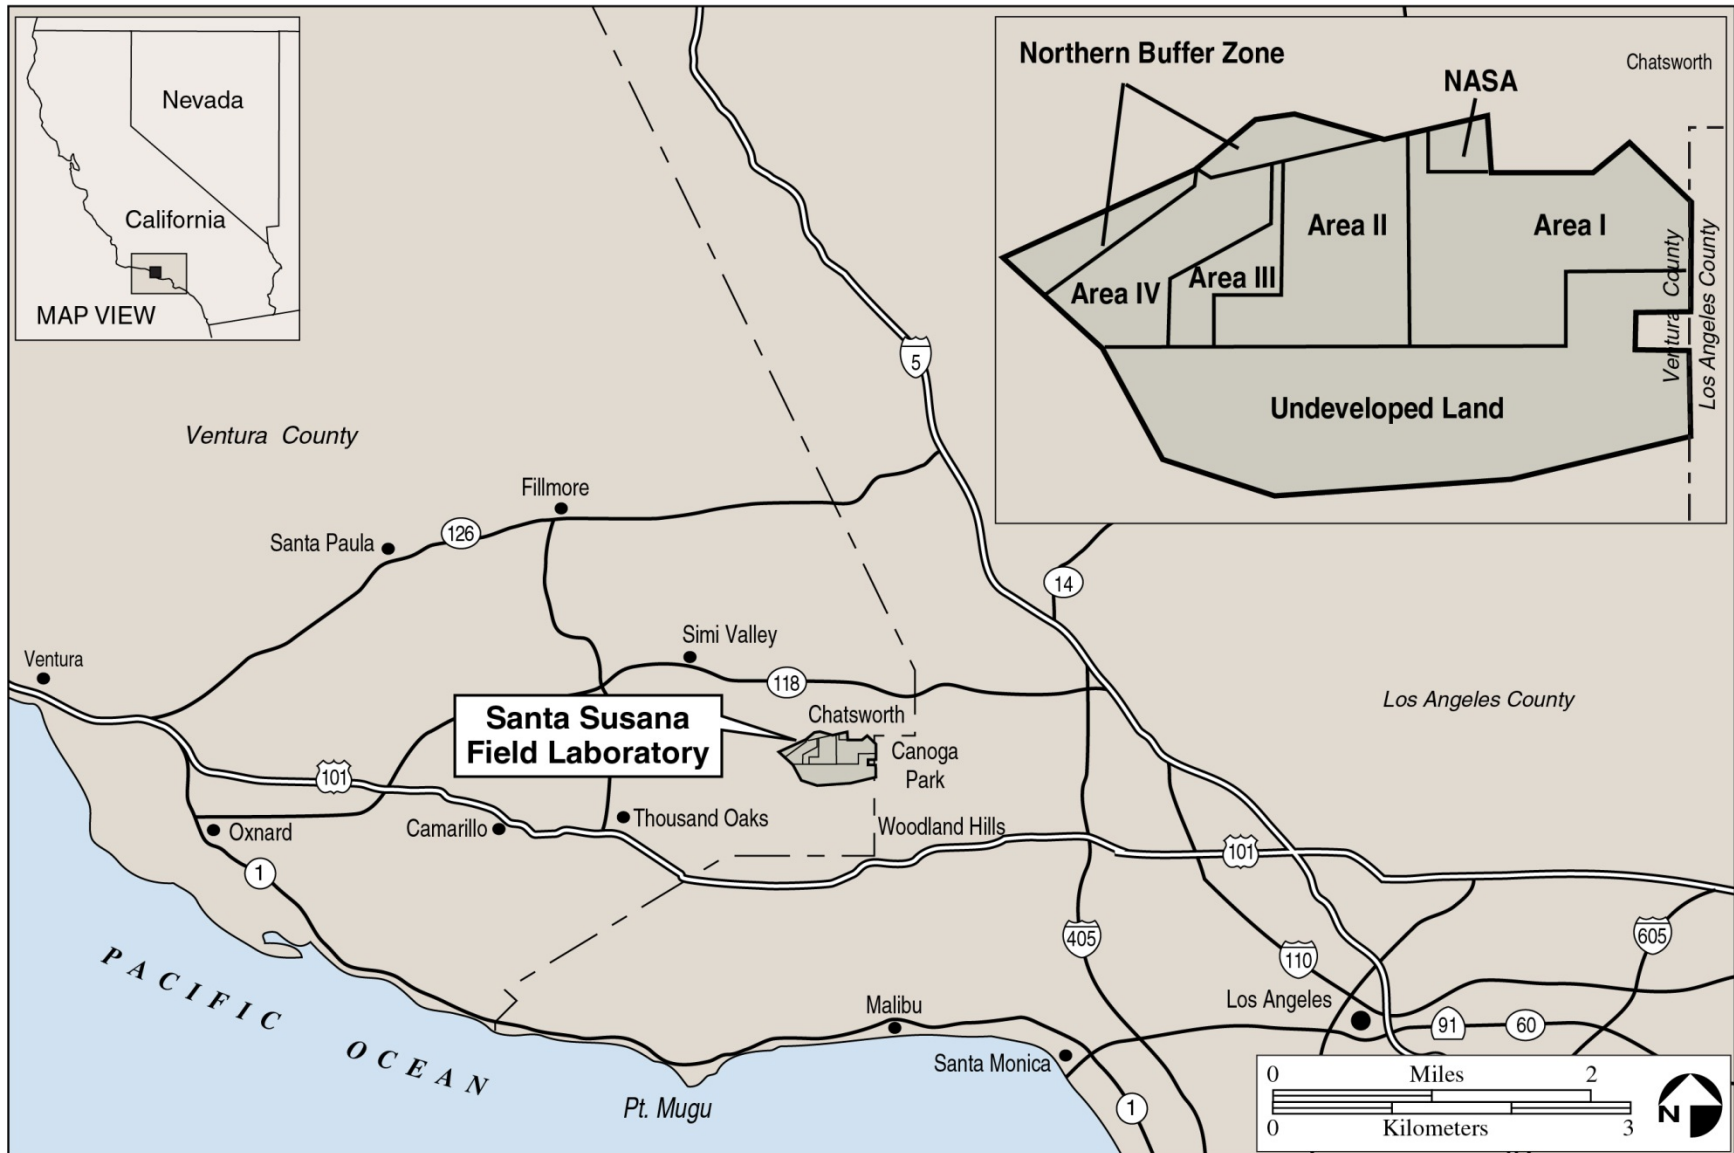 Nevada
California
MAP VIEW
Northern Buffer Zone
NASA
Chatsworth
Area I
Area II
Area III
Area IV
Undeveloped Land
Ventura County
Los Angeles County
5
Ventura County
Fillmore
Santa Paula
126
14
Simi Valley
Ventura
118
Los Angeles County
Santa Susana
Field Laboratory
Chatsworth
Canoga
Park
101
Oxnard
Camarillo
Thousand Oaks
Woodland Hills
101
1
405
110
605
PACIFIC OCEAN
Los Angeles
Malibu
91
60
Santa Monica
Pt. Mugu
1
0 Miles 2
0 Kilometers 3
N